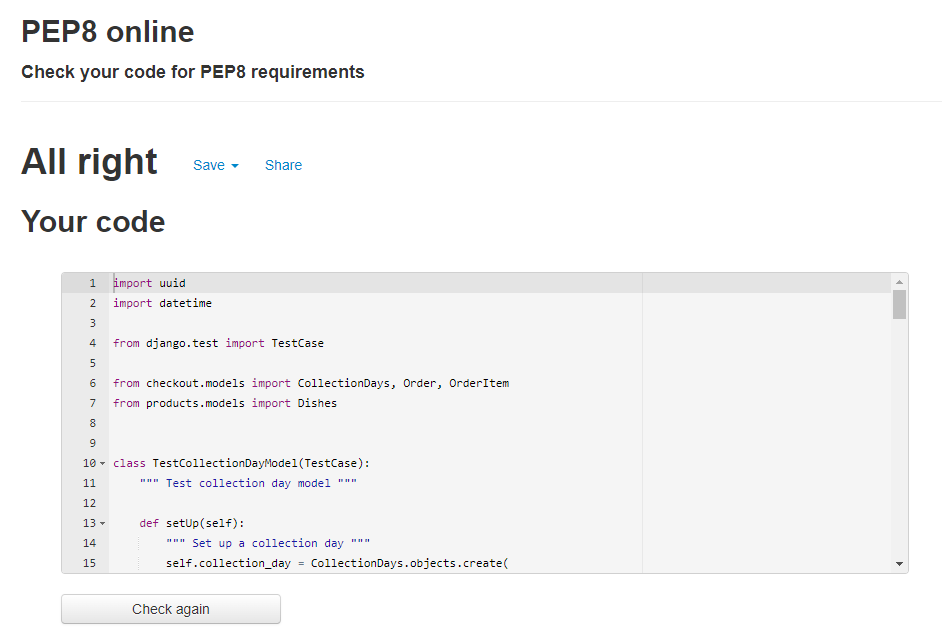 PEP8 online
Check your code for PEP8 requirements
All right Save Share
Your code
1 import uuid
2 import datetime
3
4 from django.test import TestCase
5
6 from checkout.models import CollectionDays, Order, OrderItem
7 from products.models import Dishes
8
9
10 class TestCollectionDayModel(TestCase):
11     """ Test collection day model """
12
13     def setUp(self):
14         """ Set up a collection day """
15         self.collection_day = CollectionDays.objects.create(
Check again